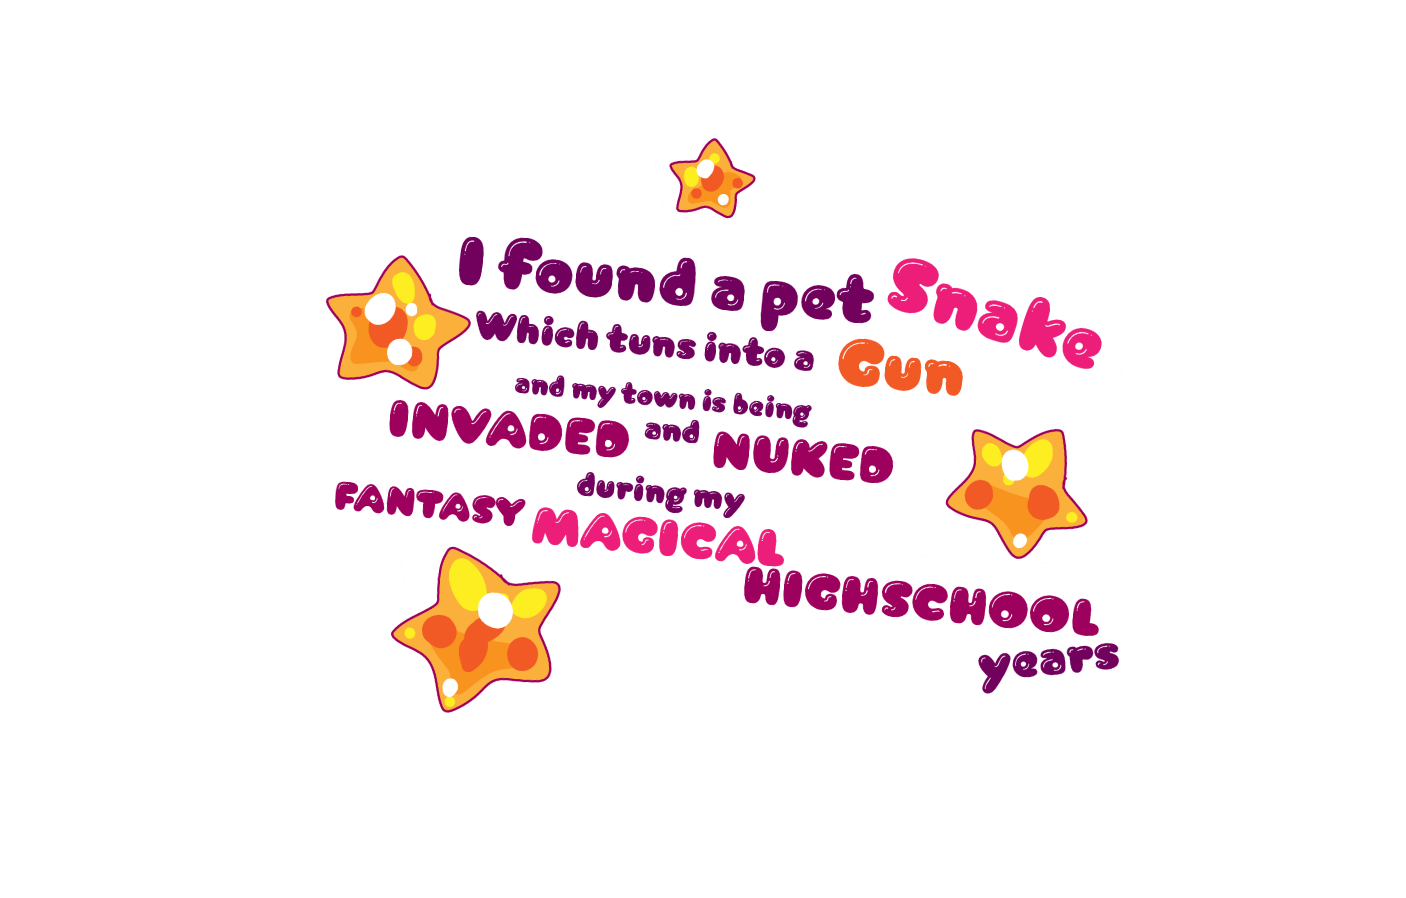 I found a pet Snake
Which tuns into a Gun
and my town is being
INVADED and NUKED
during my
FANTASY MAGICAL
HIGHSCHOOL
years